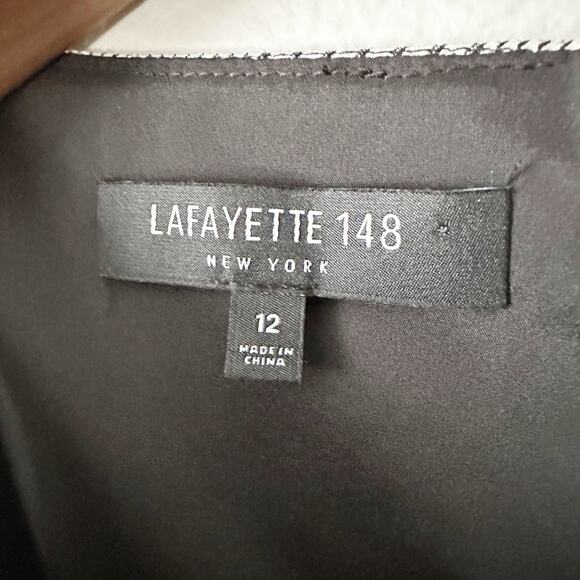 LAFAYETTE 148
NEW YORK
12
MADE IN
CHINA